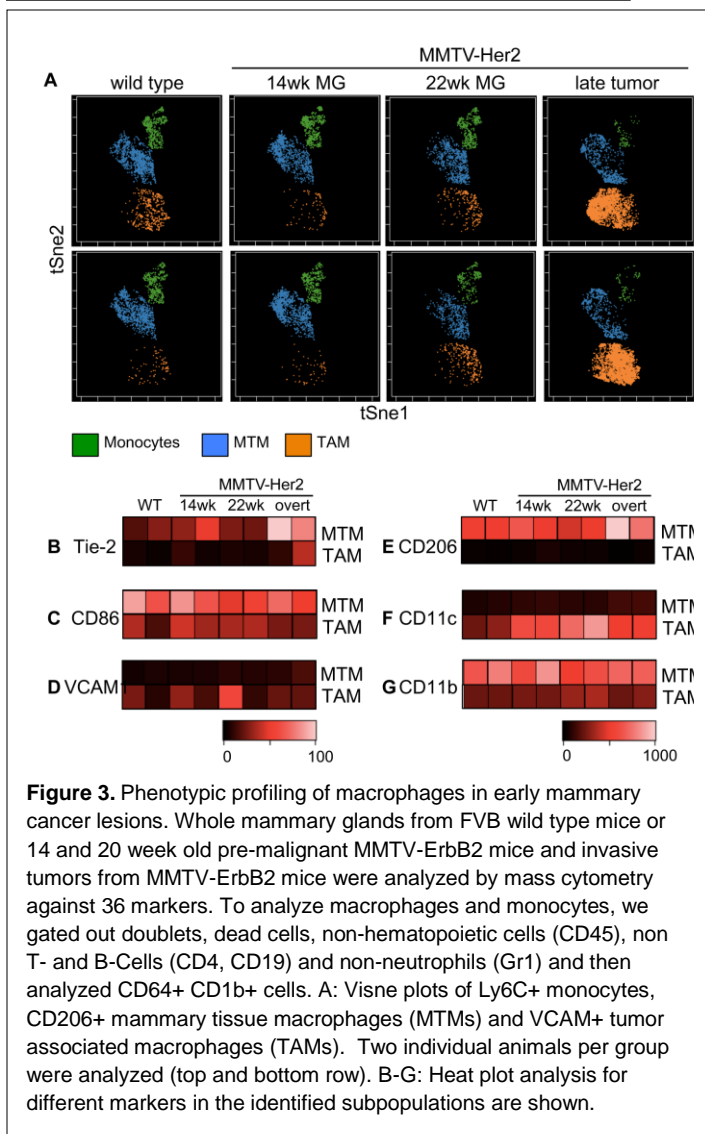 MMTV-Her2
A wild type 14wk MG 22wk MG late tumor
tSne2
tSne1
Monocytes MTM TAM
MMTV-Her2
WT 14wk 22wk overt
B Tie-2 MTM
TAM
C CD86 MTM
TAM
D VCAM1 MTM
TAM
0 100
MMTV-Her2
WT 14wk 22wk overt
E CD206 MTM
TAM
F CD11c MTM
TAM
G CD11b MTM
TAM
0 1000
Figure 3. Phenotypic profiling of macrophages in early mammary
cancer lesions. Whole mammary glands from FVB wild type mice or
14 and 20 week old pre-malignant MMTV-ErbB2 mice and invasive
tumors from MMTV-ErbB2 mice were analyzed by mass cytometry
against 36 markers. To analyze macrophages and monocytes, we
gated out doublets, dead cells, non-hematopoietic cells (CD45), non
T- and B-Cells (CD4, CD19) and non-neutrophils (Gr1) and then
analyzed CD64+ CD1b+ cells. A: Visne plots of Ly6C+ monocytes,
CD206+ mammary tissue macrophages (MTMs) and VCAM+ tumor
associated macrophages (TAMs). Two individual animals per group
were analyzed (top and bottom row). B-G: Heat plot analysis for
different markers in the identified subpopulations are shown.